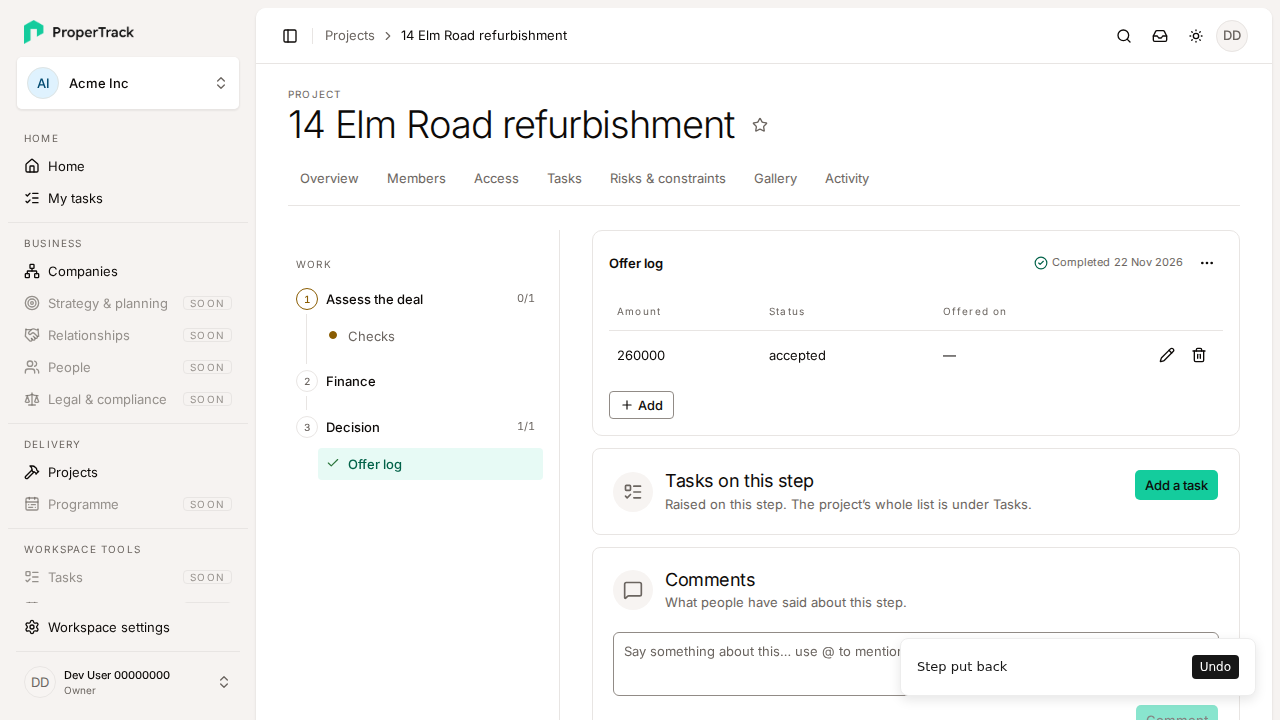 ProperTrack
AI Acme Inc
HOME
Home
My tasks
BUSINESS
Companies
Strategy & planning SOON
Relationships SOON
People SOON
Legal & compliance SOON
DELIVERY
Projects
Programme SOON
WORKSPACE TOOLS
Tasks SOON
Workspace settings
DD Dev User 00000000
Owner
Projects 14 Elm Road refurbishment
DD
PROJECT
14 Elm Road refurbishment
Overview Members Access Tasks Risks & constraints Gallery Activity
WORK
1 Assess the deal 0/1
Checks
2 Finance
3 Decision 1/1
Offer log
Offer log Completed 22 Nov 2026
Amount Status Offered on
260000 accepted —
Add
Tasks on this step
Raised on this step. The project’s whole list is under Tasks.
Add a task
Comments
What people have said about this step.
Say something about this... use @ to mention
Step put back Undo
Comment